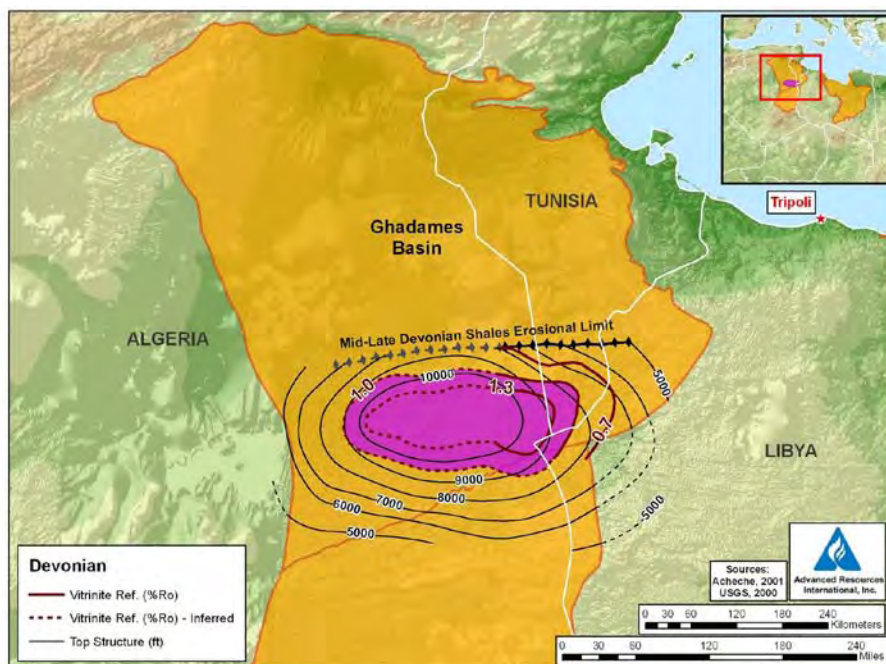 TUNISIA
Tripoli
Ghadames
Basin
ALGERIA
Mid-Late Devonian Shales Erosional Limit
10000
1.0
1.3
5000
0.7
LIBYA
9000
8000
7000
6000
5000
5000
Devonian
Vitrinite Ref. (%Ro)
Vitrinite Ref. (%Ro) - Inferred
Top Structure (ft)
Sources:
Acheche, 2001
USGS, 2000
Advanced Resources
International, Inc.
0 30 60 120 180 240
Kilometers
0 30 60 120 180 240
Miles